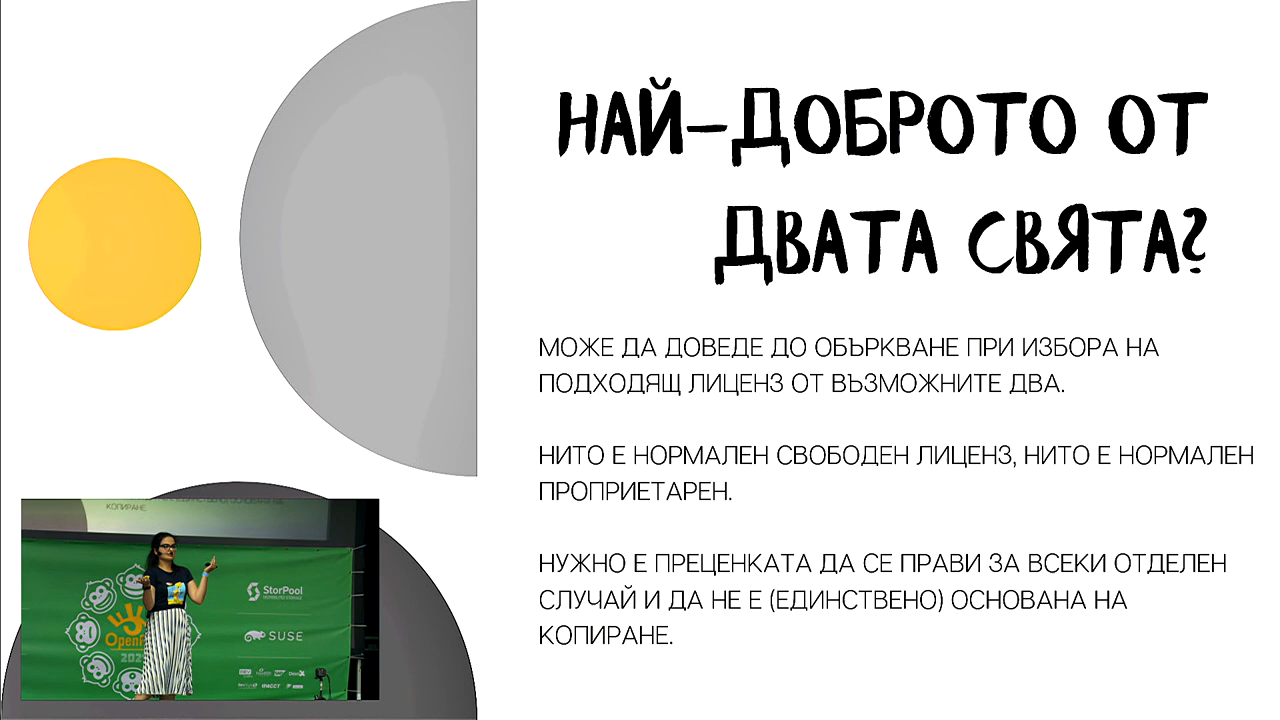 НАЙ-ДОБРОТО ОТ
ДВАТА СВЯТА?
МОЖЕ ДА ДОВЕДЕ ДО ОБЪРКВАНЕ ПРИ ИЗБОРА НА
ПОДХОДЯЩ ЛИЦЕНЗ ОТ ВЪЗМОЖНИТЕ ДВА.
НИТО Е НОРМАЛЕН СВОБОДЕН ЛИЦЕНЗ, НИТО Е НОРМАЛЕН
ПРОПРИЕТАРЕН.
НУЖНО Е ПРЕЦЕНКАТА ДА СЕ ПРАВИ ЗА ВСЕКИ ОТДЕЛЕН
СЛУЧАЙ И ДА НЕ Е (ЕДИНСТВЕНО) ОСНОВАНА НА
КОПИРАНЕ.
КОПИРАНЕ.
StorPool
SUSE